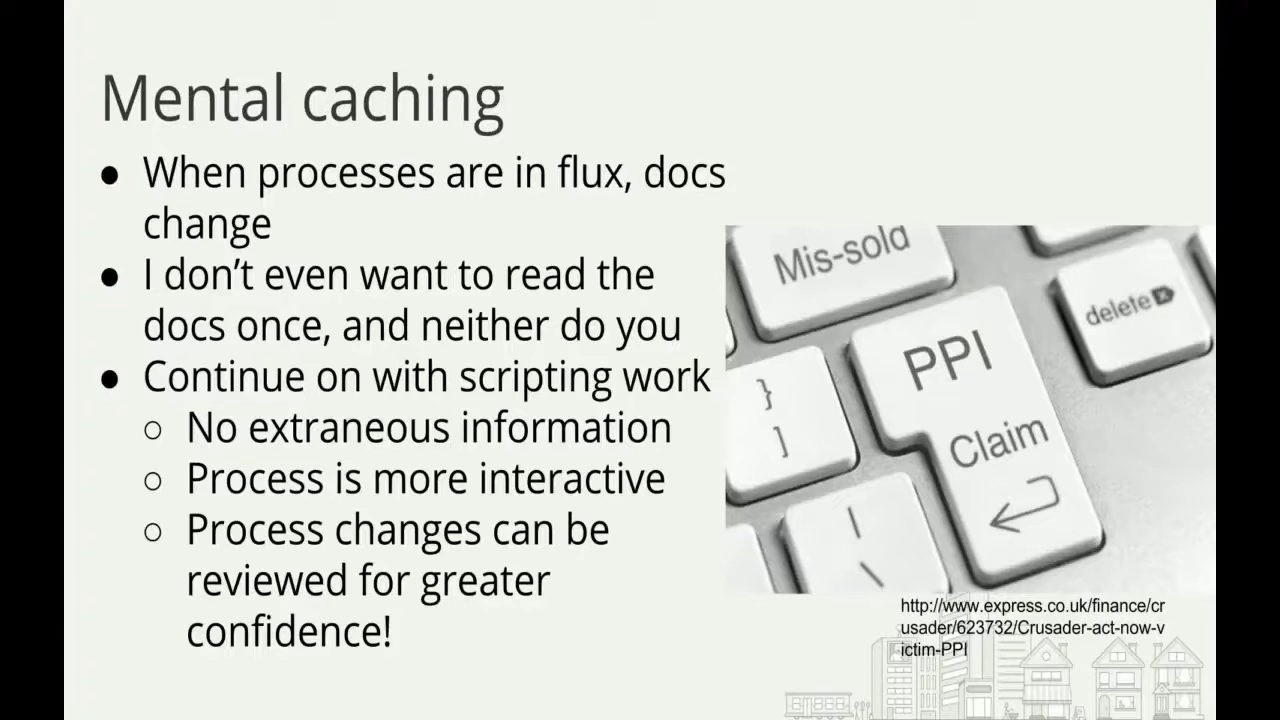 Mental caching
● When processes are in flux, docs
change
● I don’t even want to read the
docs once, and neither do you
● Continue on with scripting work
○ No extraneous information
○ Process is more interactive
○ Process changes can be
reviewed for greater
confidence!
Mis-sold
delete
PPI
Claim
}
]
|
\
http://www.express.co.uk/finance/cr
usader/623732/Crusader-act-now-v
ictim-PPI